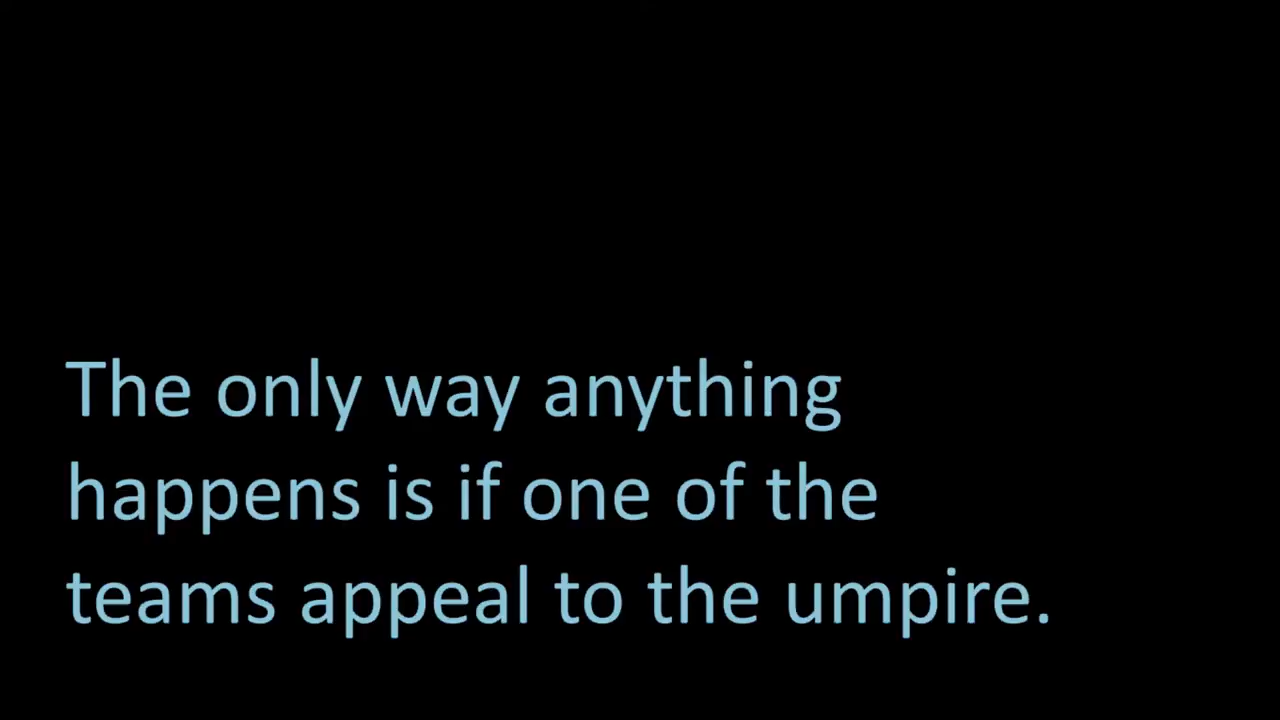 The only way anything
happens is if one of the
teams appeal to the umpire.